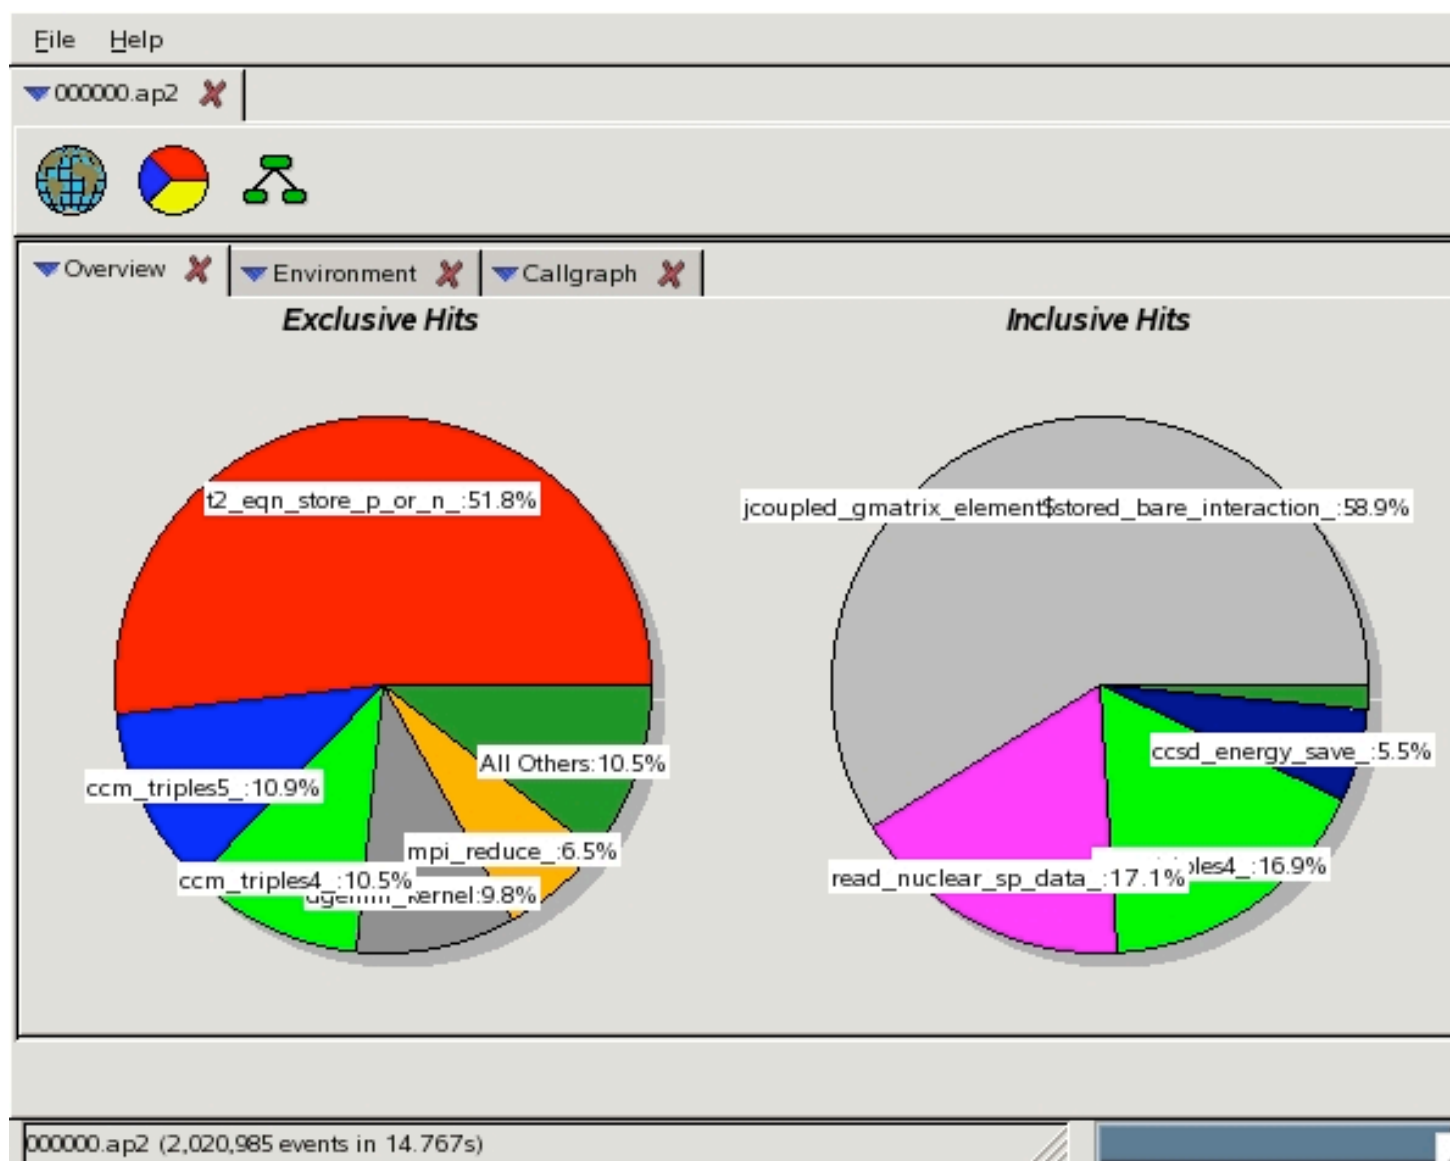 File Help
000000.ap2
Overview Environment Callgraph
Exclusive Hits
t2_eqn_store_p_or_n_:51.8%
All Others:10.5%
ccm_triples5_:10.9%
mpi_reduce_:6.5%
ccm_triples4_:10.5%
kernel:9.8%
Inclusive Hits
jcoupled_gmatrix_element$stored_bare_interaction_:58.9%
ccsd_energy_save_:5.5%
:16.9%
read_nuclear_sp_data_:17.1%
000000.ap2 (2,020,985 events in 14.767s)